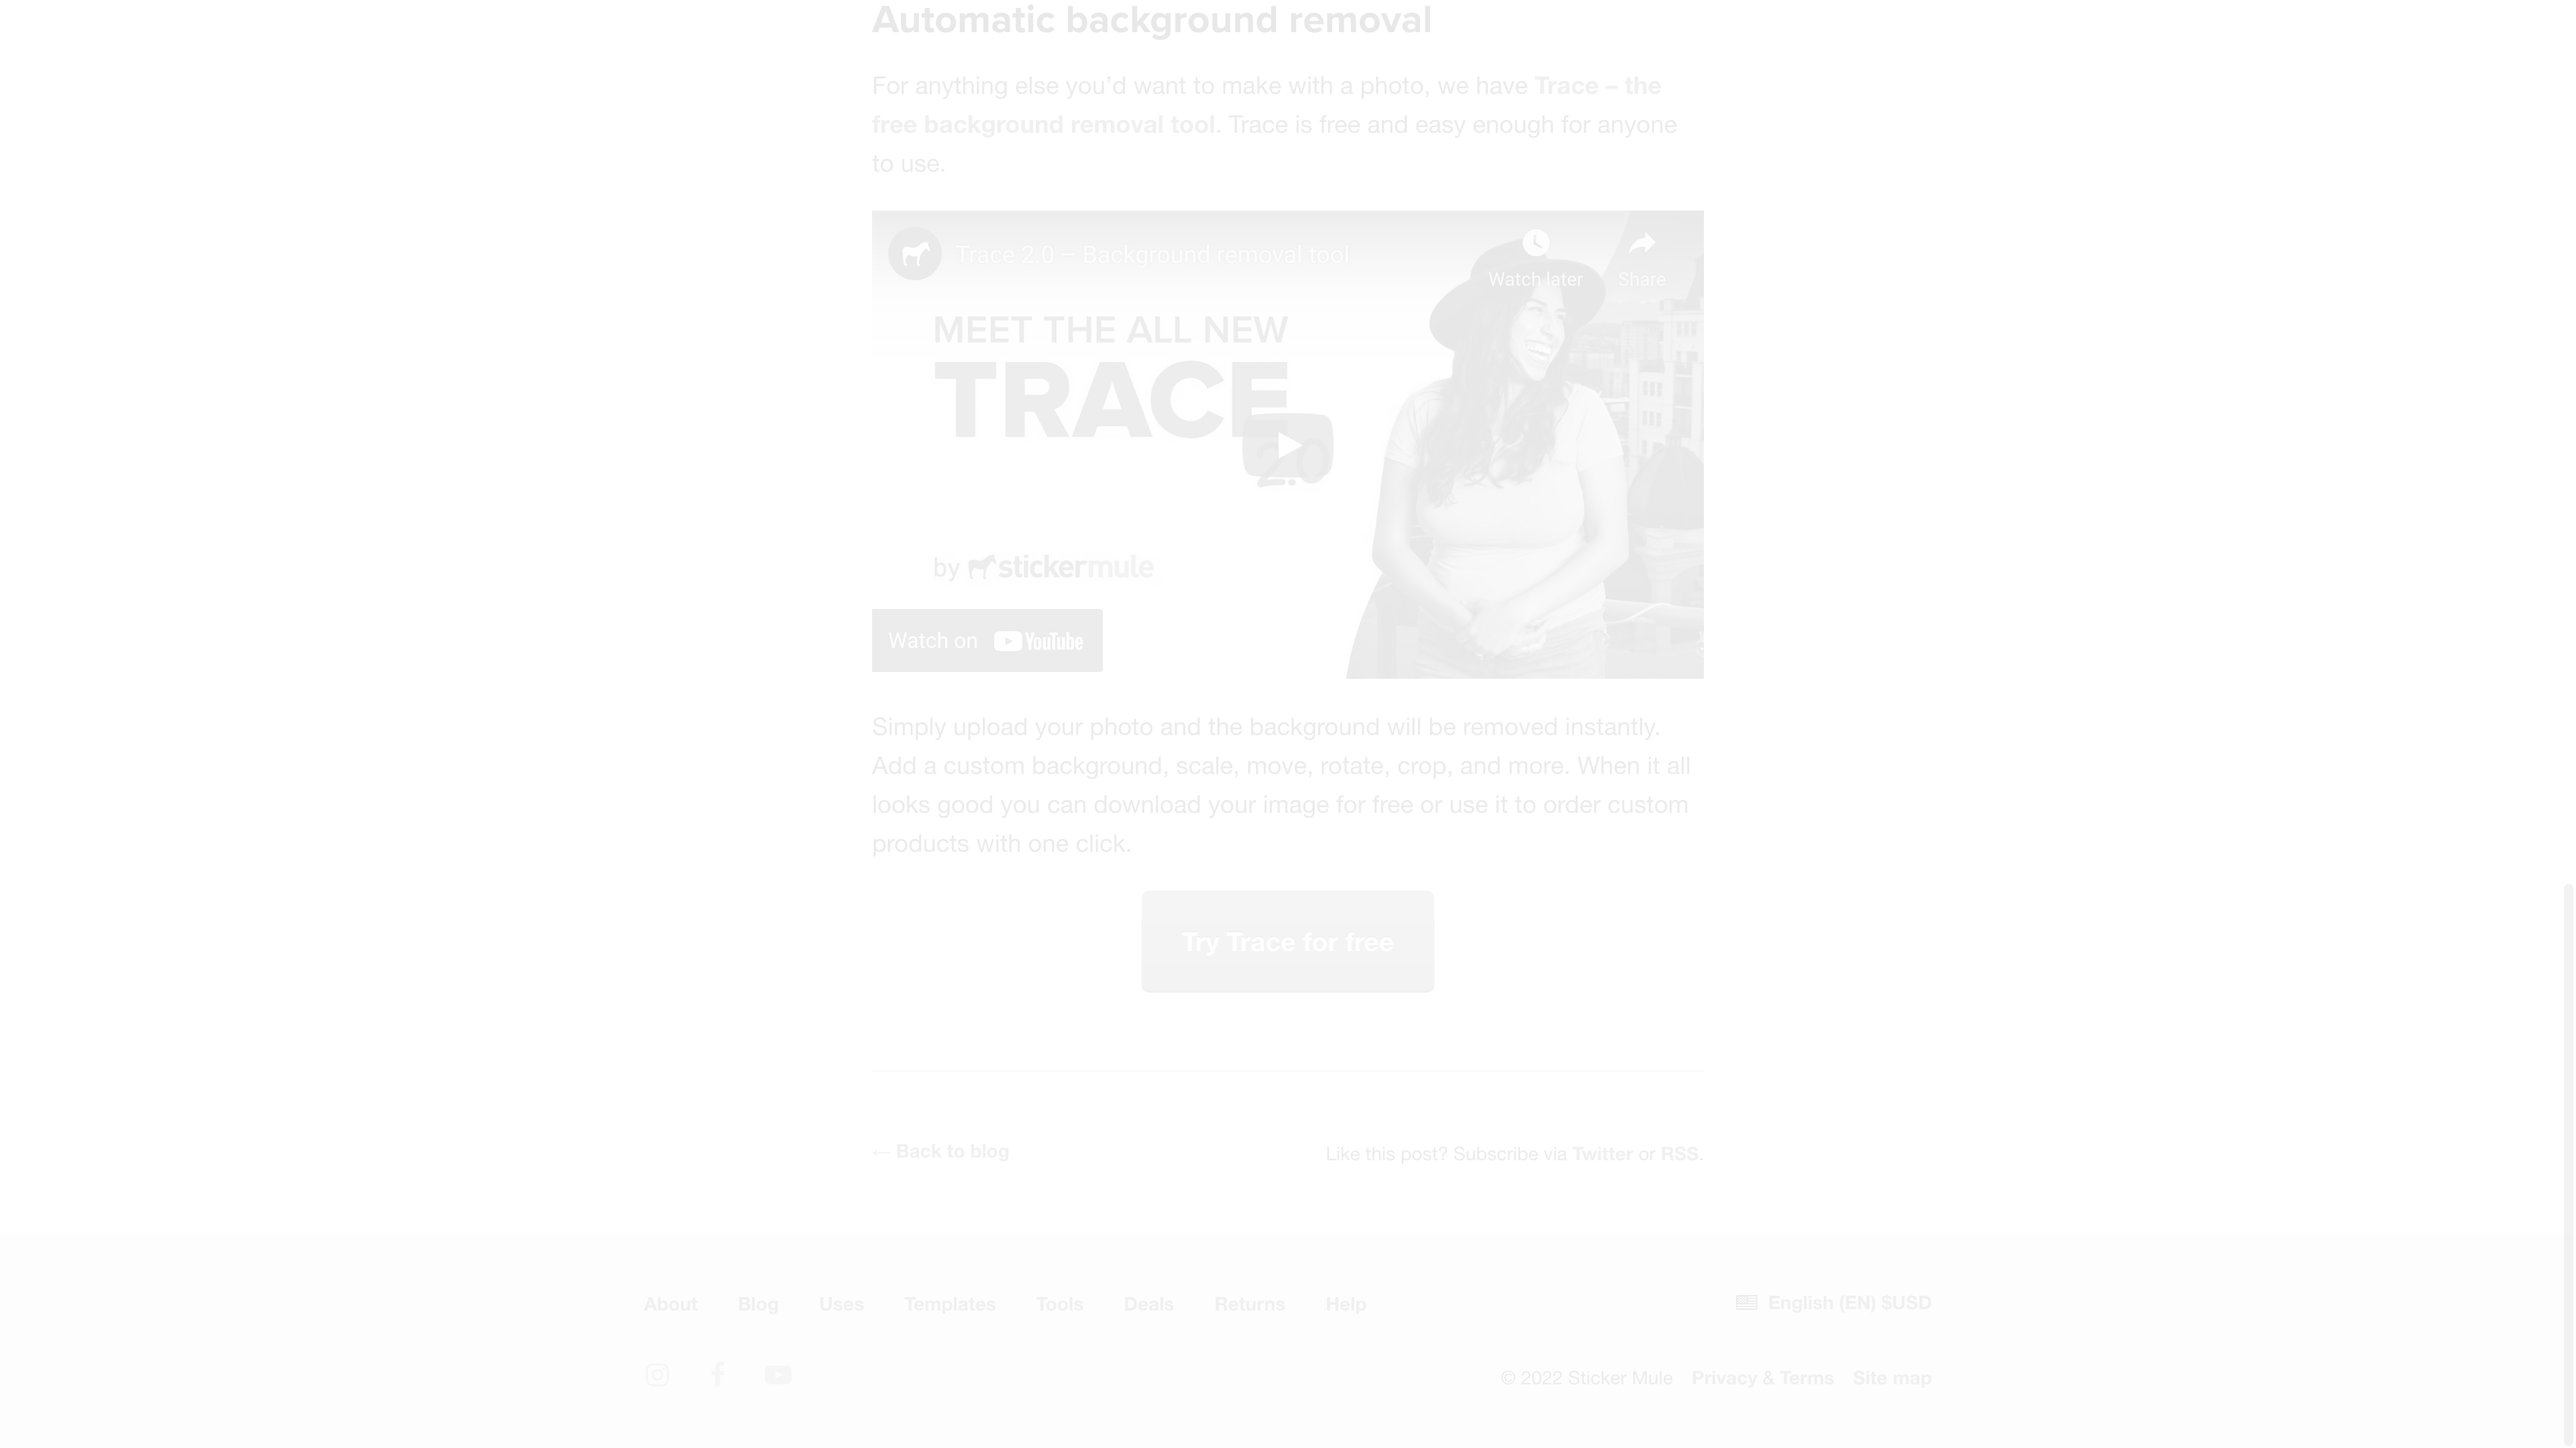 Automatic background removal
For anything else you’d want to make with a photo, we have Trace – the
free background removal tool. Trace is free and easy enough for anyone
to use.
Trace 2.0 – Background removal tool
Watch later
Share
MEET THE ALL NEW
TRACE
2.0
by stickermule
Watch on YouTube
Simply upload your photo and the background will be removed instantly.
Add a custom background, scale, move, rotate, crop, and more. When it all
looks good you can download your image for free or use it to order custom
products with one click.
Try Trace for free
← Back to blog
Like this post? Subscribe via Twitter or RSS.
About Blog Uses Templates Tools Deals Returns Help
English (EN) $USD
© 2022 Sticker Mule Privacy & Terms Site map